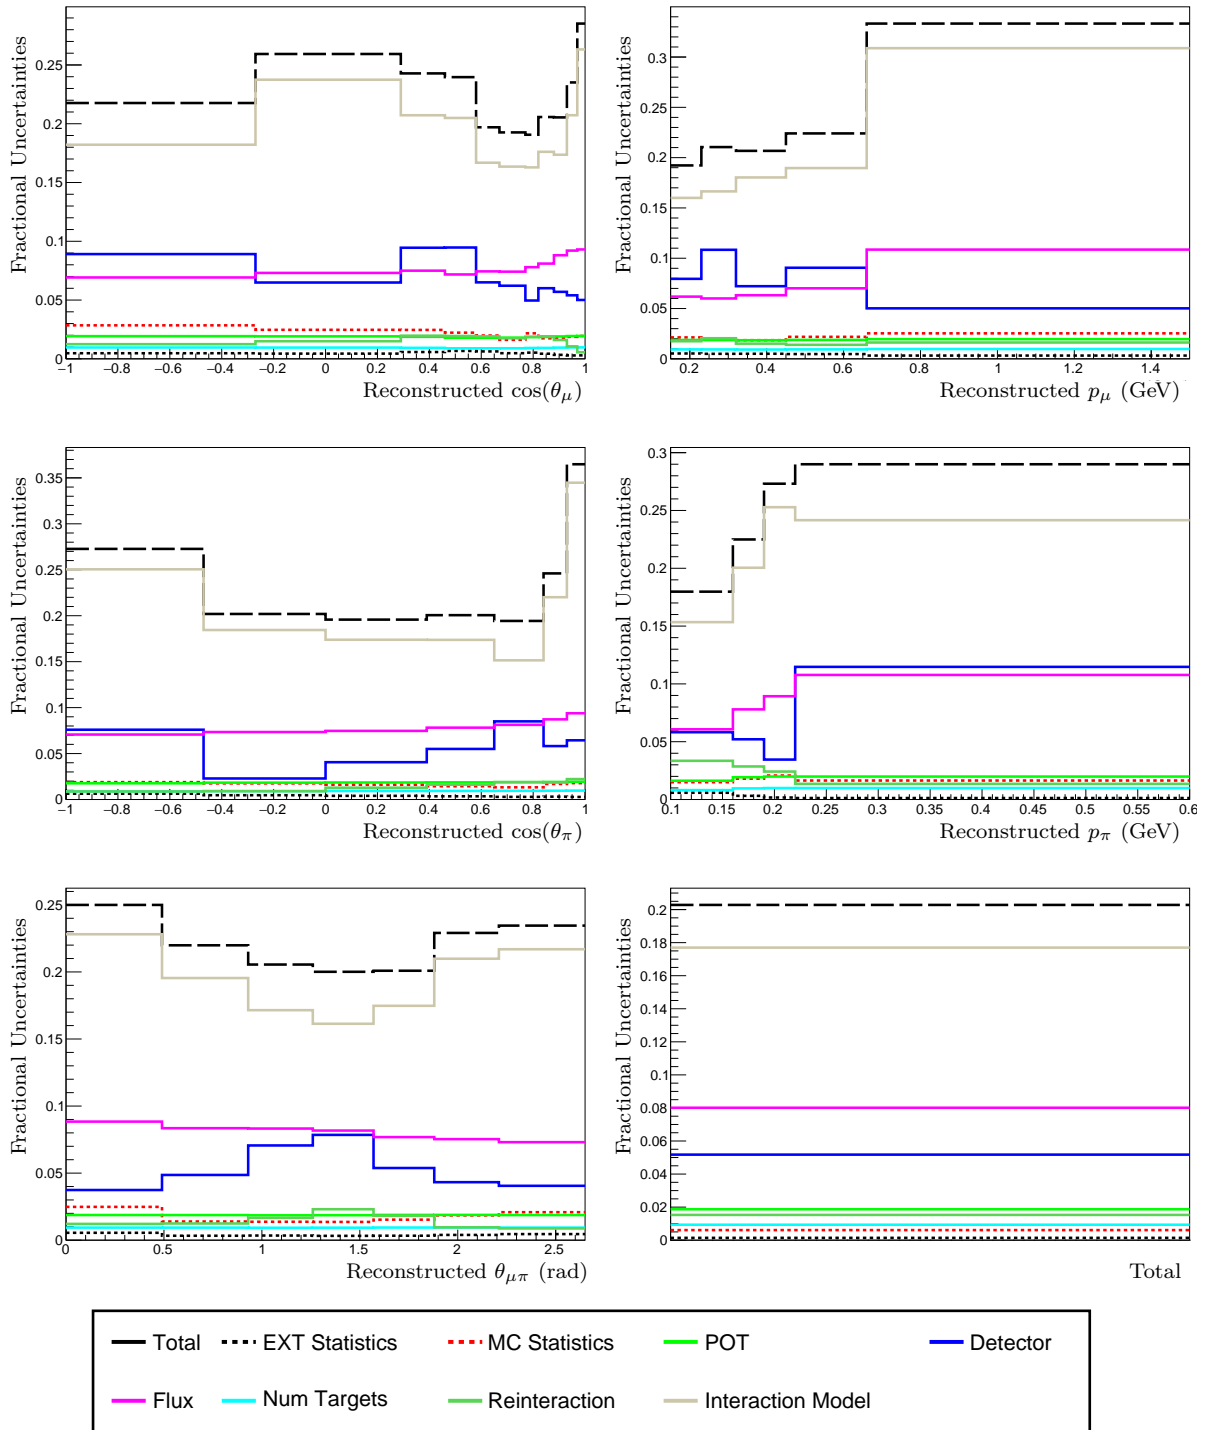 Fractional Uncertainties
0.25
0.2
0.15
0.1
0.05
0
−1 −0.8 −0.6 −0.4 −0.2 0 0.2 0.4 0.6 0.8 1
Reconstructed cos(θμ)
Fractional Uncertainties
0.3
0.25
0.2
0.15
0.1
0.05
0
0.2 0.4 0.6 0.8 1 1.2 1.4
Reconstructed pμ (GeV)
Fractional Uncertainties
0.35
0.3
0.25
0.2
0.15
0.1
0.05
0
−1 −0.8 −0.6 −0.4 −0.2 0 0.2 0.4 0.6 0.8 1
Reconstructed cos(θπ)
Fractional Uncertainties
0.3
0.25
0.2
0.15
0.1
0.05
0
0.1 0.15 0.2 0.25 0.3 0.35 0.4 0.45 0.5 0.55 0.6
Reconstructed pπ (GeV)
Fractional Uncertainties
0.25
0.2
0.15
0.1
0.05
0
0 0.5 1 1.5 2 2.5
Reconstructed θμπ (rad)
Fractional Uncertainties
0.2
0.18
0.16
0.14
0.12
0.1
0.08
0.06
0.04
0.02
0
Total
Total EXT Statistics MC Statistics POT Detector
Flux Num Targets Reinteraction Interaction Model